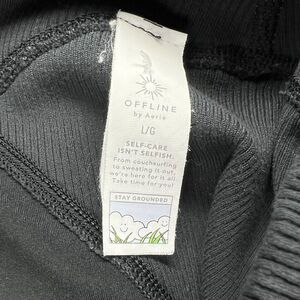 OFFLINE
by Aerie
L/G
SELF-CARE
ISN'T SELFISH.
From couchsurfing
to sweating it out,
we're here for it all.
Take time for you!
STAY GROUNDED